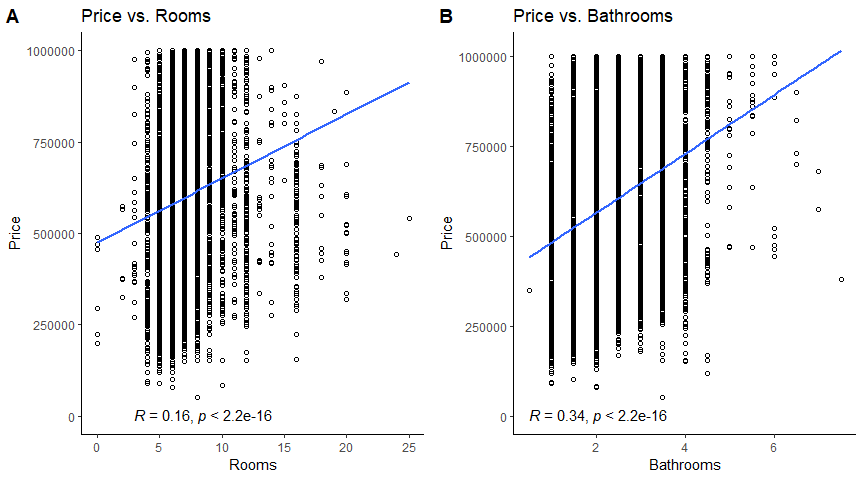 A
Price vs. Rooms
Price
1000000
750000
500000
250000
0
R = 0.16, p < 2.2e-16
0 5 10 15 20 25
Rooms
B
Price vs. Bathrooms
Price
1000000
750000
500000
250000
0
R = 0.34, p < 2.2e-16
2 4 6
Bathrooms